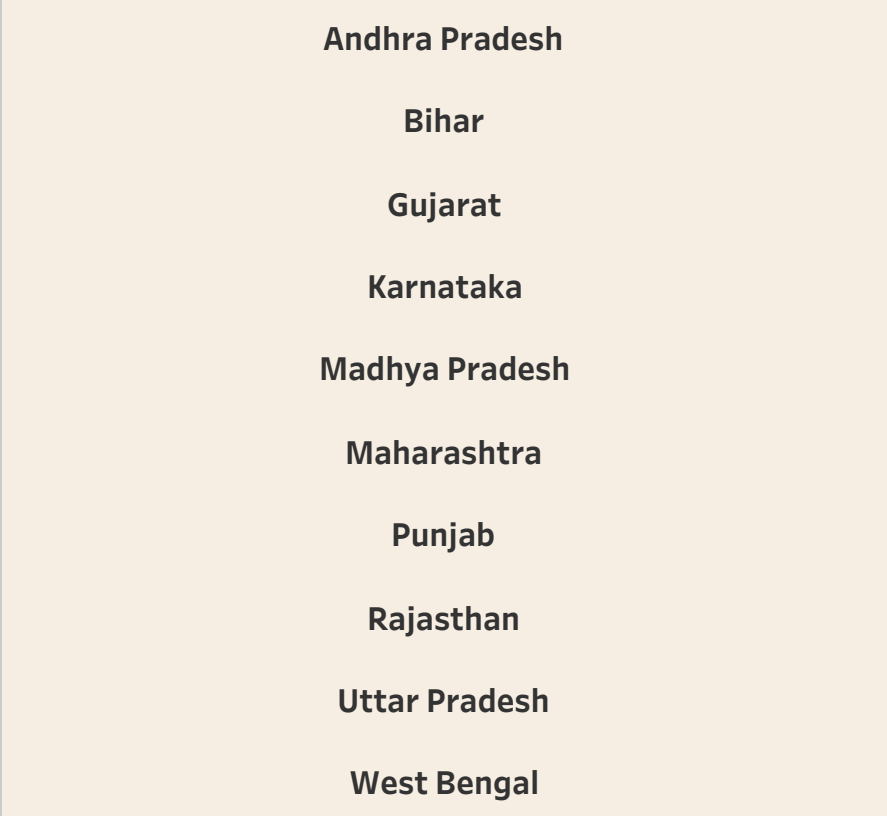 Andhra Pradesh
Bihar
Gujarat
Karnataka
Madhya Pradesh
Maharashtra
Punjab
Rajasthan
Uttar Pradesh
West Bengal